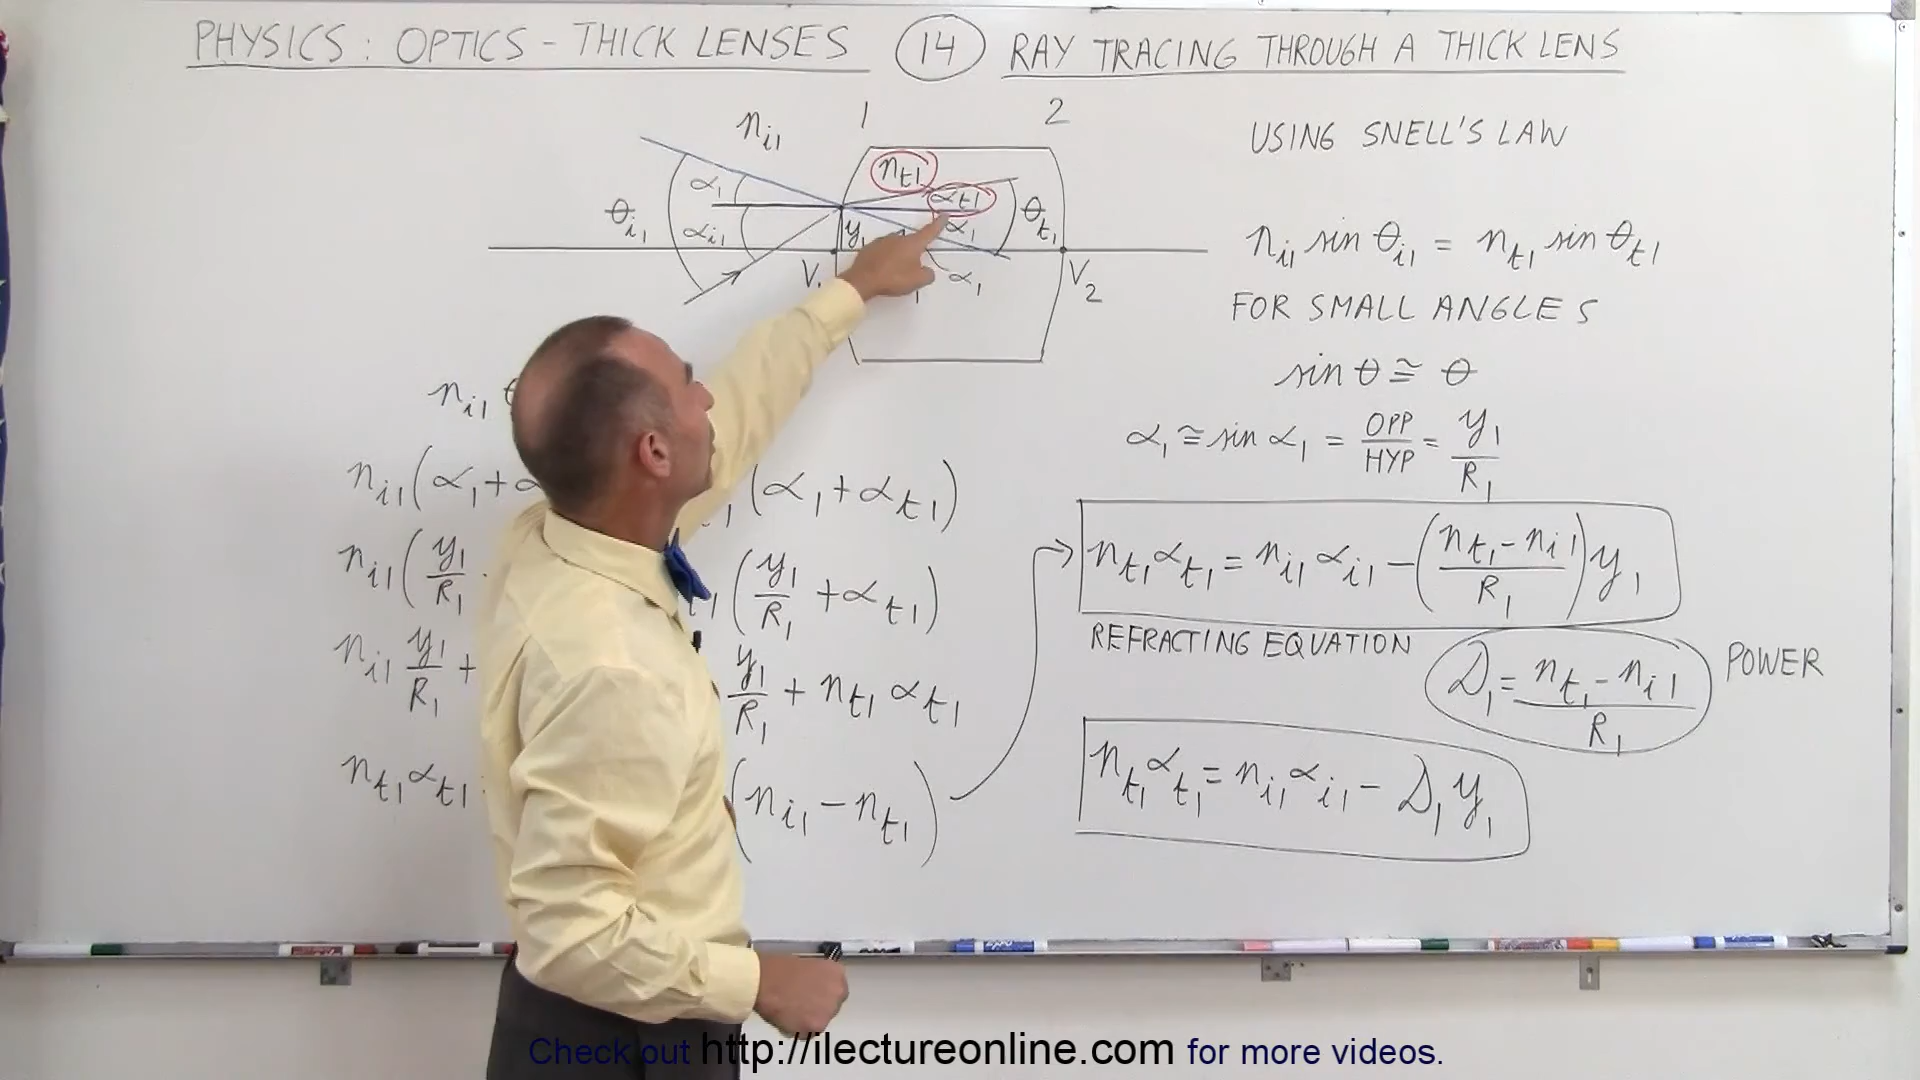 PHYSICS: OPTICS - THICK LENSES 14 RAY TRACING THROUGH A THICK LENS
1 2
n_i1
n_t1
α_1
α_t1
θ_i1
α_i1
y_1
α_1
θ_t1
V_1
α_1
V_2
USING SNELL'S LAW
n_i1 sin θ_i1 = n_t1 sin θ_t1
FOR SMALL ANGLES
sin θ ≅ θ
α_1 ≅ sin α_1 = OPP/HYP = y_1/R_1
n_i1
n_i1(α_1+ (α_1+α_t1)
n_i1(y_1/R_1 (y_1/R_1 +α_t1)
n_i1 y_1/R_1 + y_1/R_1 + n_t1 α_t1
n_t1 α_t1 (n_i1 - n_t1)
n_t1 α_t1 = n_i1 α_i1 - ((n_t1 - n_i1)/R_1) y_1
REFRACTING EQUATION
D_1 = (n_t1 - n_i1)/R_1 POWER
n_t1 α_t1 = n_i1 α_i1 - D_1 y_1
Check out http://ilectureonline.com for more videos.